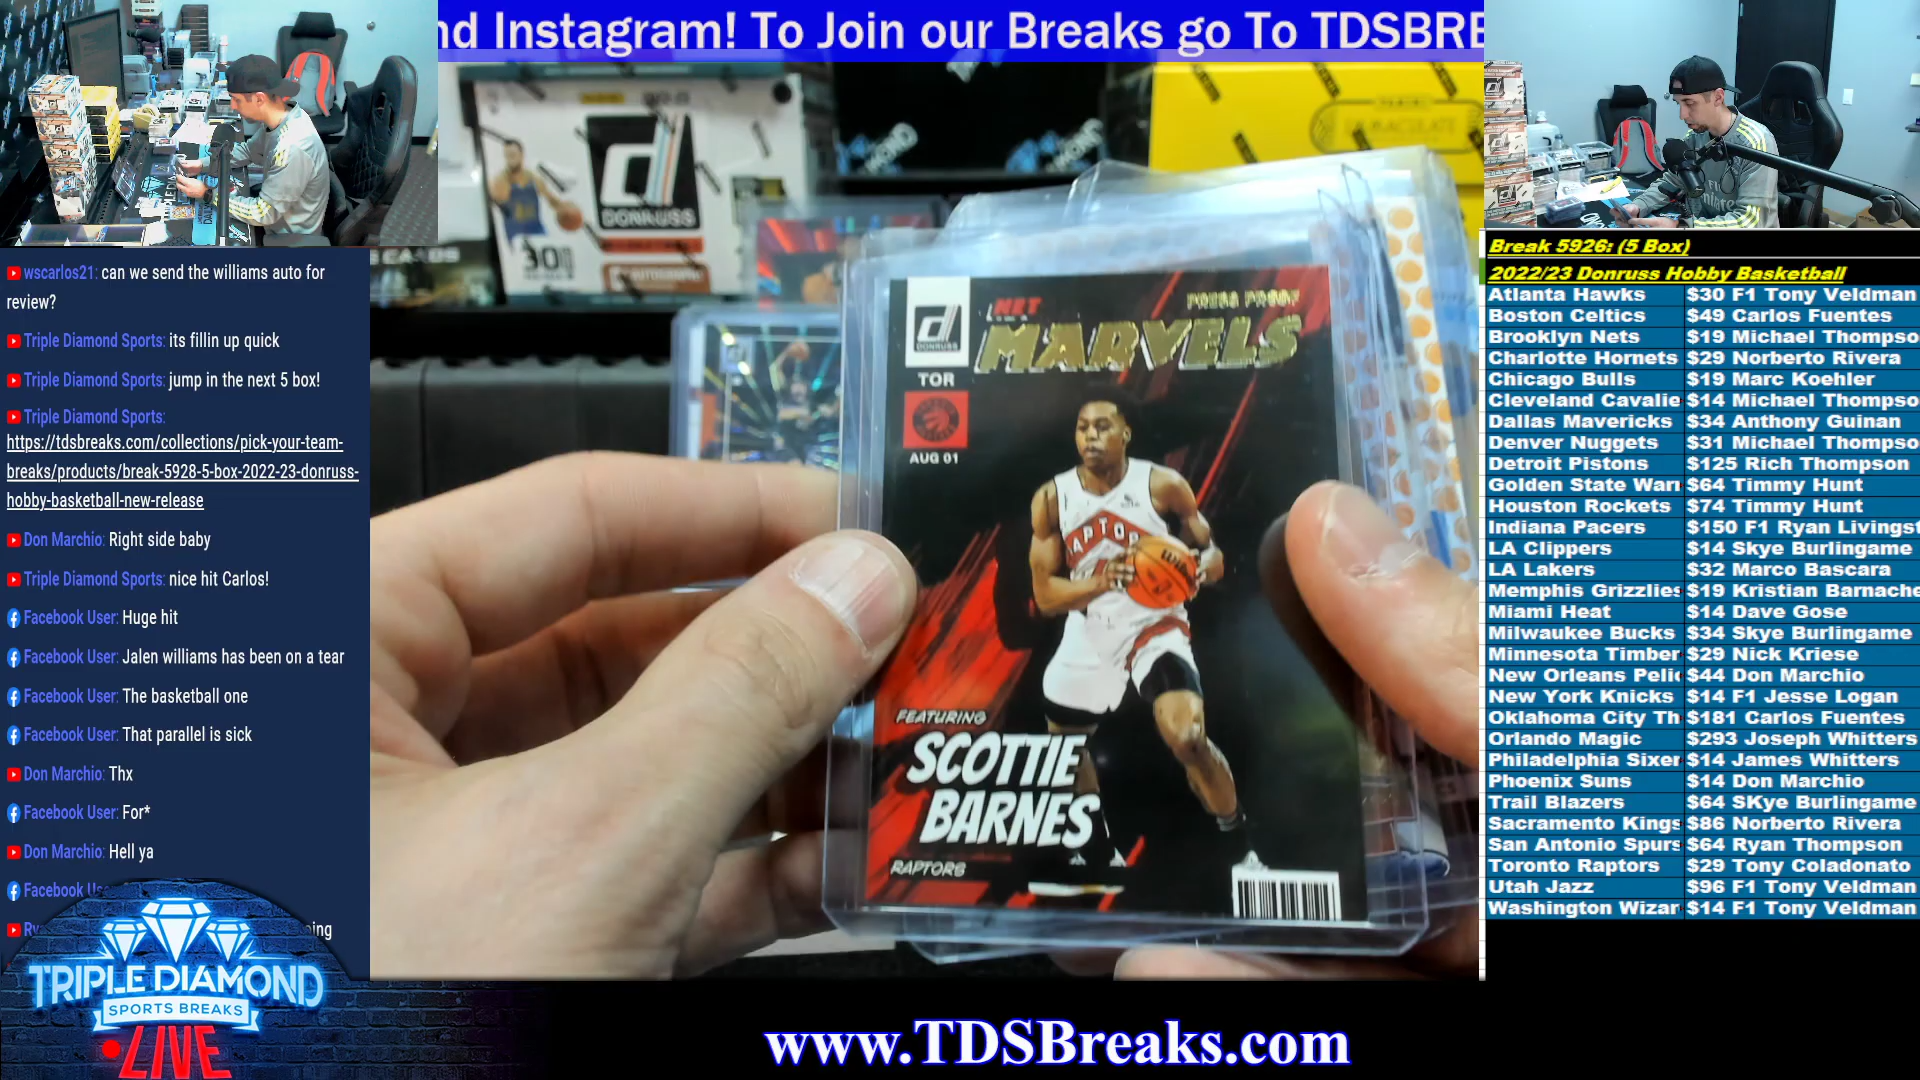 nd Instagram! To Join our Breaks go To TDSBRE
wscarlos21: can we send the williams auto for
review?
Triple Diamond Sports: its fillin up quick
Triple Diamond Sports: jump in the next 5 box!
Triple Diamond Sports:
https://tdsbreaks.com/collections/pick-your-team-
breaks/products/break-5928-5-box-2022-23-donruss-
hobby-basketball-new-release
Don Marchio: Right side baby
Triple Diamond Sports: nice hit Carlos!
Facebook User: Huge hit
Facebook User: Jalen williams has been on a tear
Facebook User: The basketball one
Facebook User: That parallel is sick
Don Marchio: Thx
Facebook User: For*
Don Marchio: Hell ya
Facebook Us
Ry
ing
TRIPLE DIAMOND
SPORTS BREAKS
LIVE
DONRUSS
30
IMMACULATE
DONRUSS
NET
MARVELS
PRESS PROOF
TOR
AUG 01
RAPTO
FEATURING
SCOTTIE
BARNES
RAPTORS
www.TDSBreaks.com
Break 5926: (5 Box)
2022/23 Donruss Hobby Basketball
Atlanta Hawks $30 F1 Tony Veldman
Boston Celtics $49 Carlos Fuentes
Brooklyn Nets $19 Michael Thompso
Charlotte Hornets $29 Norberto Rivera
Chicago Bulls $19 Marc Koehler
Cleveland Cavalie $14 Michael Thompso
Dallas Mavericks $34 Anthony Guinan
Denver Nuggets $31 Michael Thompso
Detroit Pistons $125 Rich Thompson
Golden State Warr $64 Timmy Hunt
Houston Rockets $74 Timmy Hunt
Indiana Pacers $150 F1 Ryan Livingst
LA Clippers $14 Skye Burlingame
LA Lakers $32 Marco Bascara
Memphis Grizzlies $19 Kristian Barnache
Miami Heat $14 Dave Gose
Milwaukee Bucks $34 Skye Burlingame
Minnesota Timber $29 Nick Kriese
New Orleans Peli $44 Don Marchio
New York Knicks $14 F1 Jesse Logan
Oklahoma City Th $181 Carlos Fuentes
Orlando Magic $293 Joseph Whitters
Philadelphia Sixer $14 James Whitters
Phoenix Suns $14 Don Marchio
Trail Blazers $64 SKye Burlingame
Sacramento Kings $86 Norberto Rivera
San Antonio Spurs $64 Ryan Thompson
Toronto Raptors $29 Tony Coladonato
Utah Jazz $96 F1 Tony Veldman
Washington Wizar $14 F1 Tony Veldman